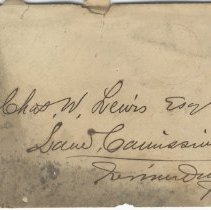 Chas. W. Lewis Esq
Land Commissi